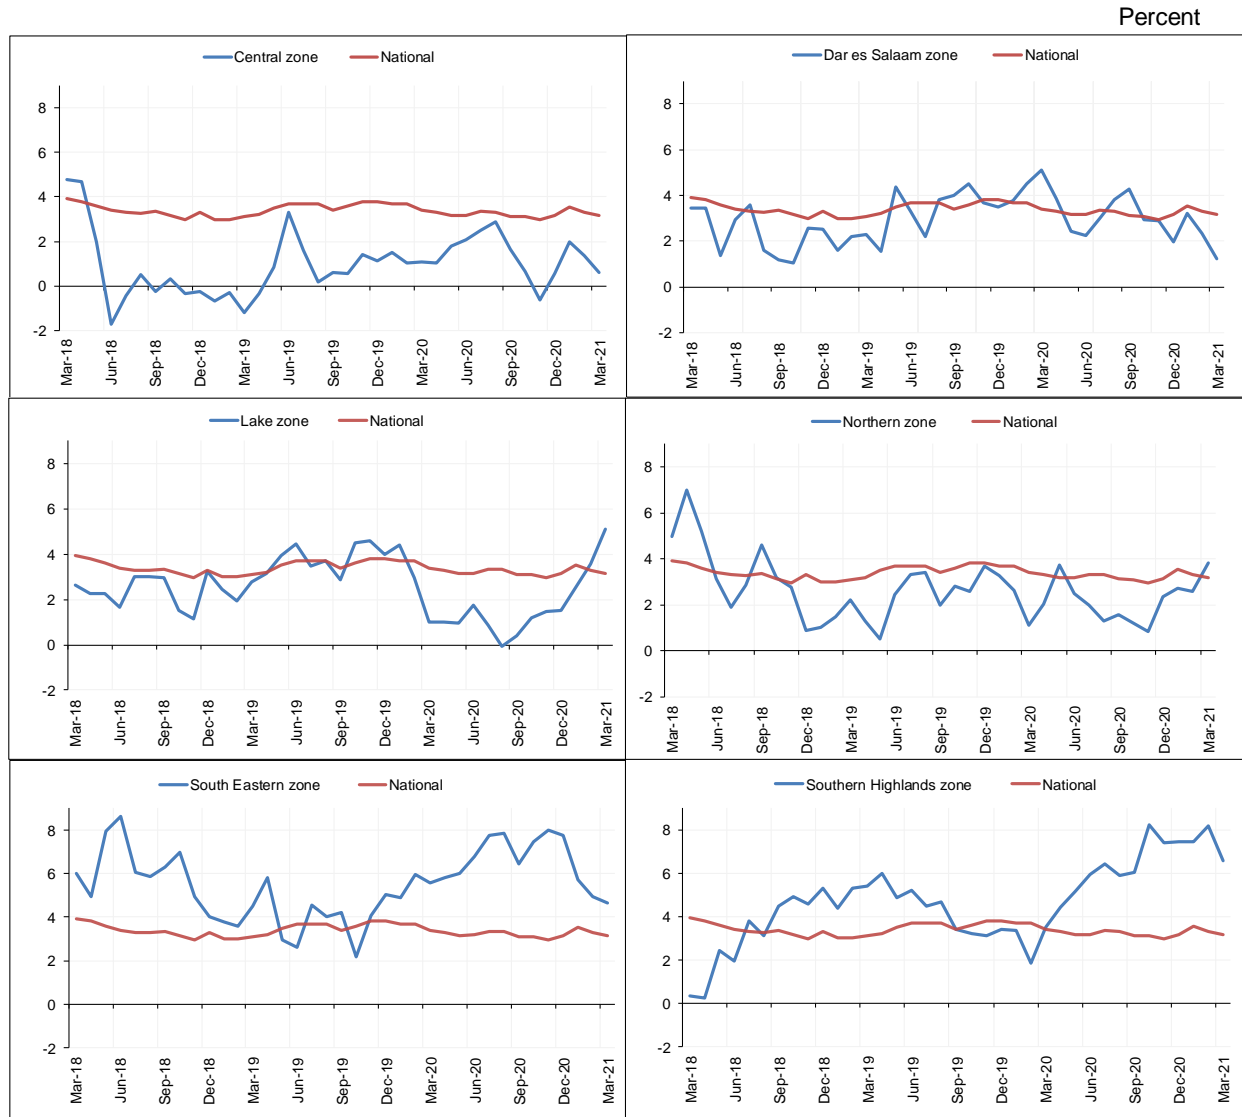 Percent
Central zone National
8
6
4
2
0
-2
Mar-18 Jun-18 Sep-18 Dec-18 Mar-19 Jun-19 Sep-19 Dec-19 Mar-20 Jun-20 Sep-20 Dec-20 Mar-21
Dar es Salaam zone National
8
6
4
2
0
-2
Mar-18 Jun-18 Sep-18 Dec-18 Mar-19 Jun-19 Sep-19 Dec-19 Mar-20 Jun-20 Sep-20 Dec-20 Mar-21
Lake zone National
8
6
4
2
0
-2
Mar-18 Jun-18 Sep-18 Dec-18 Mar-19 Jun-19 Sep-19 Dec-19 Mar-20 Jun-20 Sep-20 Dec-20 Mar-21
Northern zone National
8
6
4
2
0
-2
Mar-18 Jun-18 Sep-18 Dec-18 Mar-19 Jun-19 Sep-19 Dec-19 Mar-20 Jun-20 Sep-20 Dec-20 Mar-21
South Eastern zone National
8
6
4
2
0
-2
Mar-18 Jun-18 Sep-18 Dec-18 Mar-19 Jun-19 Sep-19 Dec-19 Mar-20 Jun-20 Sep-20 Dec-20 Mar-21
Southern Highlands zone National
8
6
4
2
0
-2
Mar-18 Jun-18 Sep-18 Dec-18 Mar-19 Jun-19 Sep-19 Dec-19 Mar-20 Jun-20 Sep-20 Dec-20 Mar-21